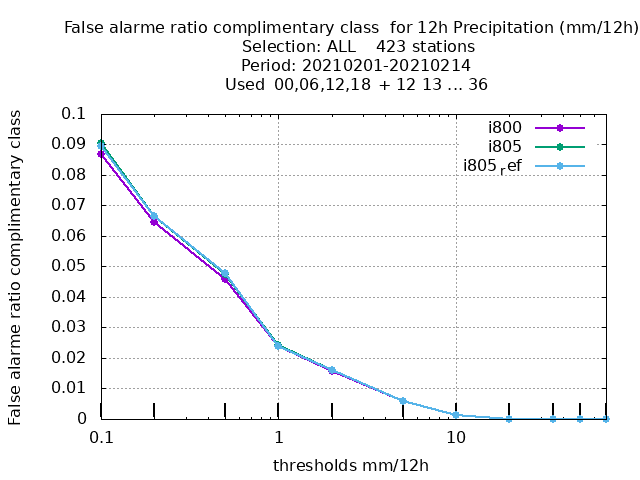 False alarme ratio complimentary class  for 12h Precipitation (mm/12h)
Selection: ALL    423 stations
Period: 20210201-20210214
Used  00,06,12,18  + 12 13 ... 36
False alarme ratio complimentary class
0.1
0.09
0.08
0.07
0.06
0.05
0.04
0.03
0.02
0.01
0
i800
i805
i805ref
0.1 1 10
thresholds mm/12h